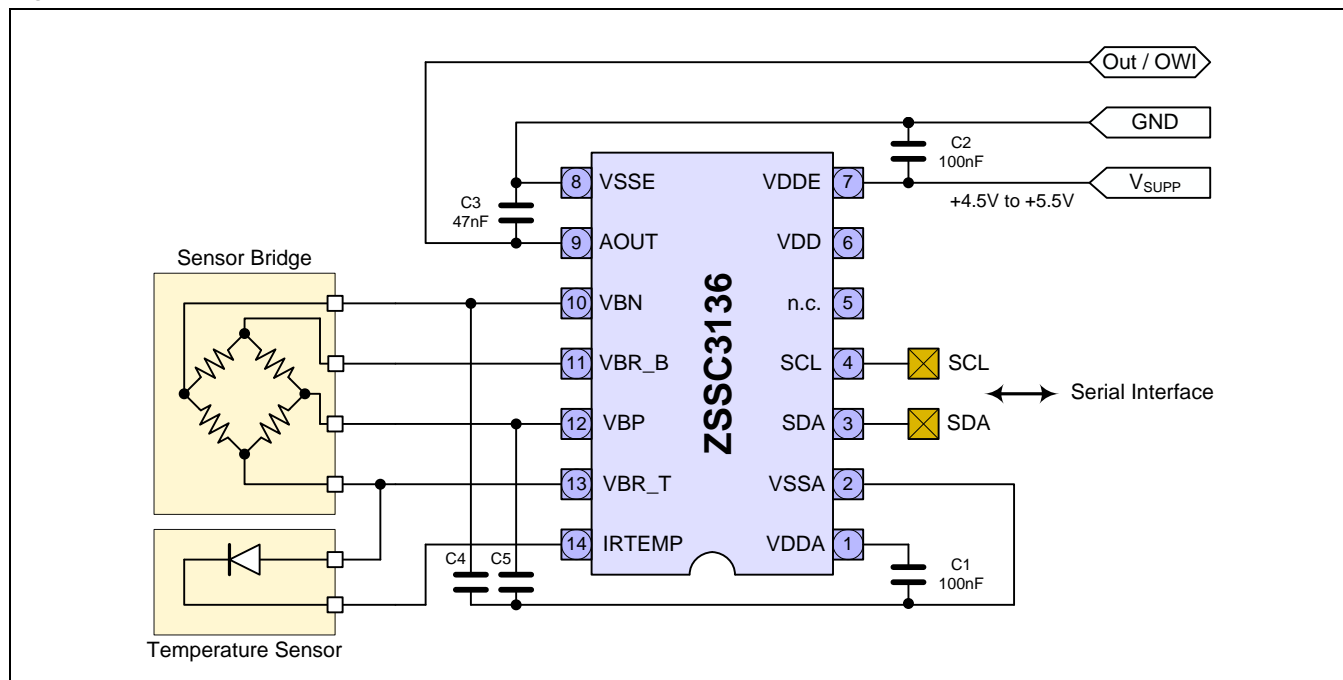 Out / OWI
GND
C2
100nF
V_SUPP
+4.5V to +5.5V
8 VSSE
VDDE 7
C3
47nF
9 AOUT
VDD 6
Sensor Bridge
10 VBN
n.c. 5
11 VBR_B
SCL 4
SCL
Serial Interface
12 VBP
SDA 3
SDA
13 VBR_T
VSSA 2
14 IRTEMP
VDDA 1
ZSSC3136
C4
C5
C1
100nF
Temperature Sensor